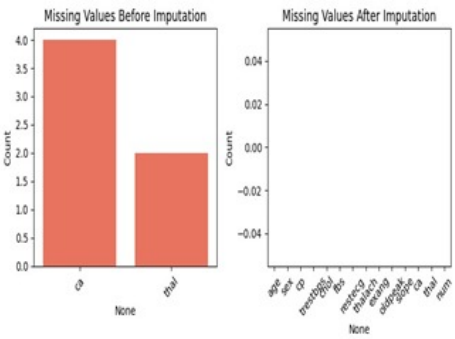 Missing Values Before Imputation
4.0
3.5
3.0
2.5
2.0
1.5
1.0
0.5
0.0
Count
ca
thal
None
Missing Values After Imputation
0.04
0.02
0.00
−0.02
−0.04
Count
age
sex
cp
trestbps
chol
fbs
restecg
thalach
exang
oldpeak
slope
ca
thal
num
None